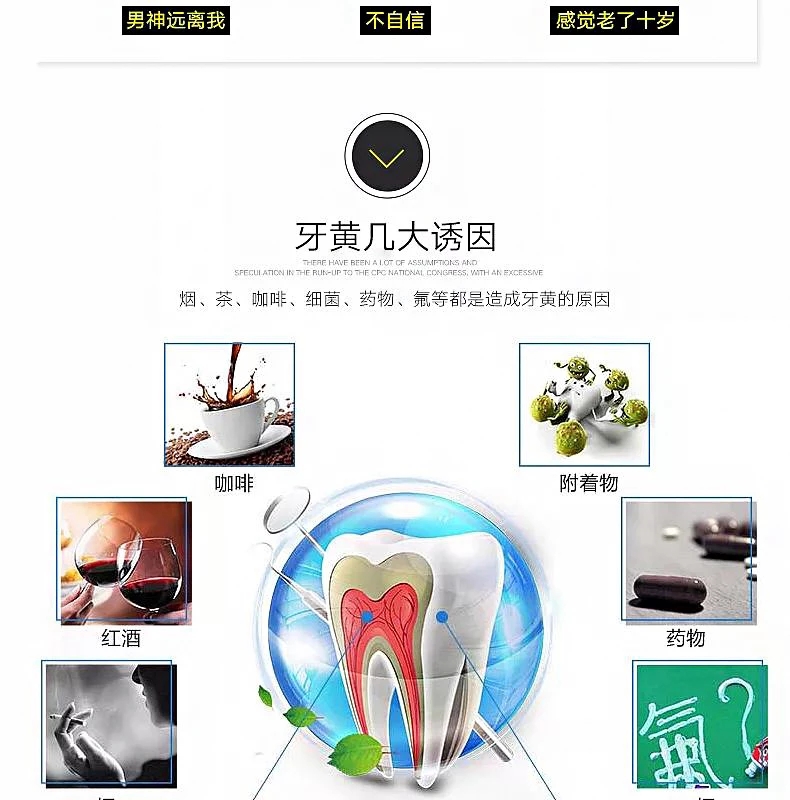 男神远离我
不自信
感觉老了十岁
牙黄几大诱因
THERE HAVE BEEN A LOT OF ASSUMPTIONS AND
SPECULATION IN THE RUN-UP TO THE CPC NATIONAL CONGRESS, WITH AN EXCESSIVE
烟、茶、咖啡、细菌、药物、氟等都是造成牙黄的原因
咖啡
附着物
红酒
药物
氟?